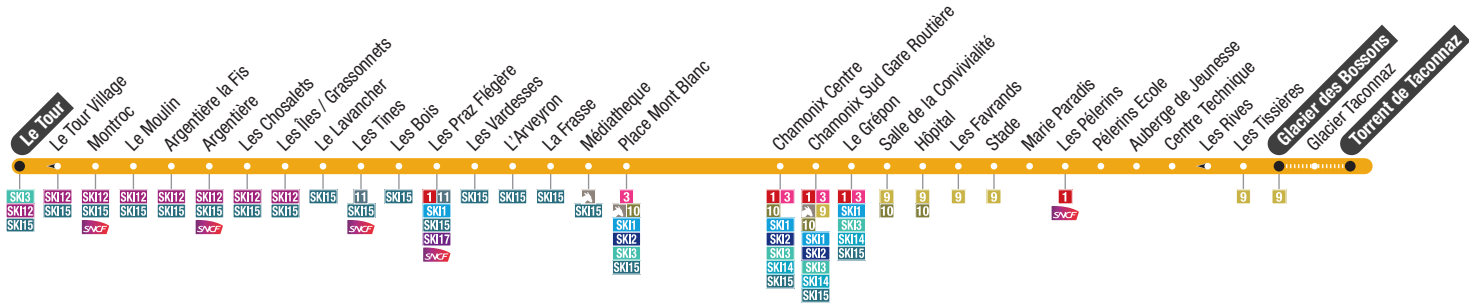 Le Tour
Le Tour Village
Montroc
Le Moulin
Argentière la Fis
Argentière
Les Chosalets
Les Îles / Grassonnets
Le Lavancher
Les Tines
Les Bois
Les Praz Flégère
Les Vardesses
L'Arveyron
La Frasse
Médiatheque
Place Mont Blanc
Chamonix Centre
Chamonix Sud Gare Routière
Le Grépon
Salle de la Convivialité
Hôpital
Les Favrands
Stade
Marie Paradis
Les Pélerins
Pélerins Ecole
Auberge de Jeunesse
Centre Technique
Les Rives
Les Tissières
Glacier des Bossons
Glacier Taconnaz
Torrent de Taconnaz
SKI3
SKI12
SKI15
SKI12
SKI15
SKI12
SKI15
SNCF
SKI12
SKI15
SKI12
SKI15
SKI12
SKI15
SNCF
SKI12
SKI15
SKI12
SKI15
SKI15
11
SKI15
SNCF
SKI15
1 11
SKI1
SKI15
SKI17
SNCF
SKI15
SKI15
SKI15
SKI15
3
10
SKI1
SKI2
SKI3
SKI15
1 3
10
SKI1
SKI2
SKI3
SKI14
SKI15
1 3
9
10
SKI1
SKI2
SKI3
SKI14
SKI15
1 3
SKI1
SKI3
SKI14
SKI15
9
10
9
10
9
9
1
SNCF
9
9